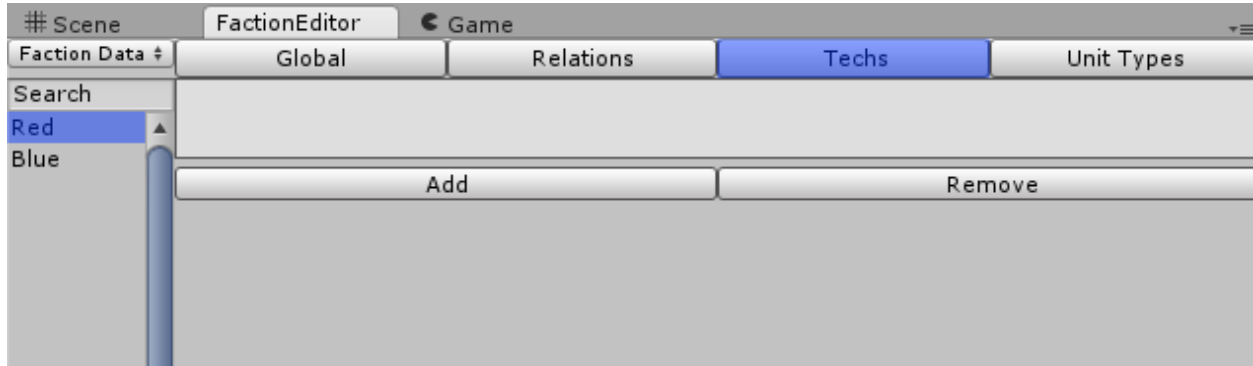 Scene FactionEditor Game
Faction Data Global Relations Techs Unit Types
Search
Red
Blue
Add Remove